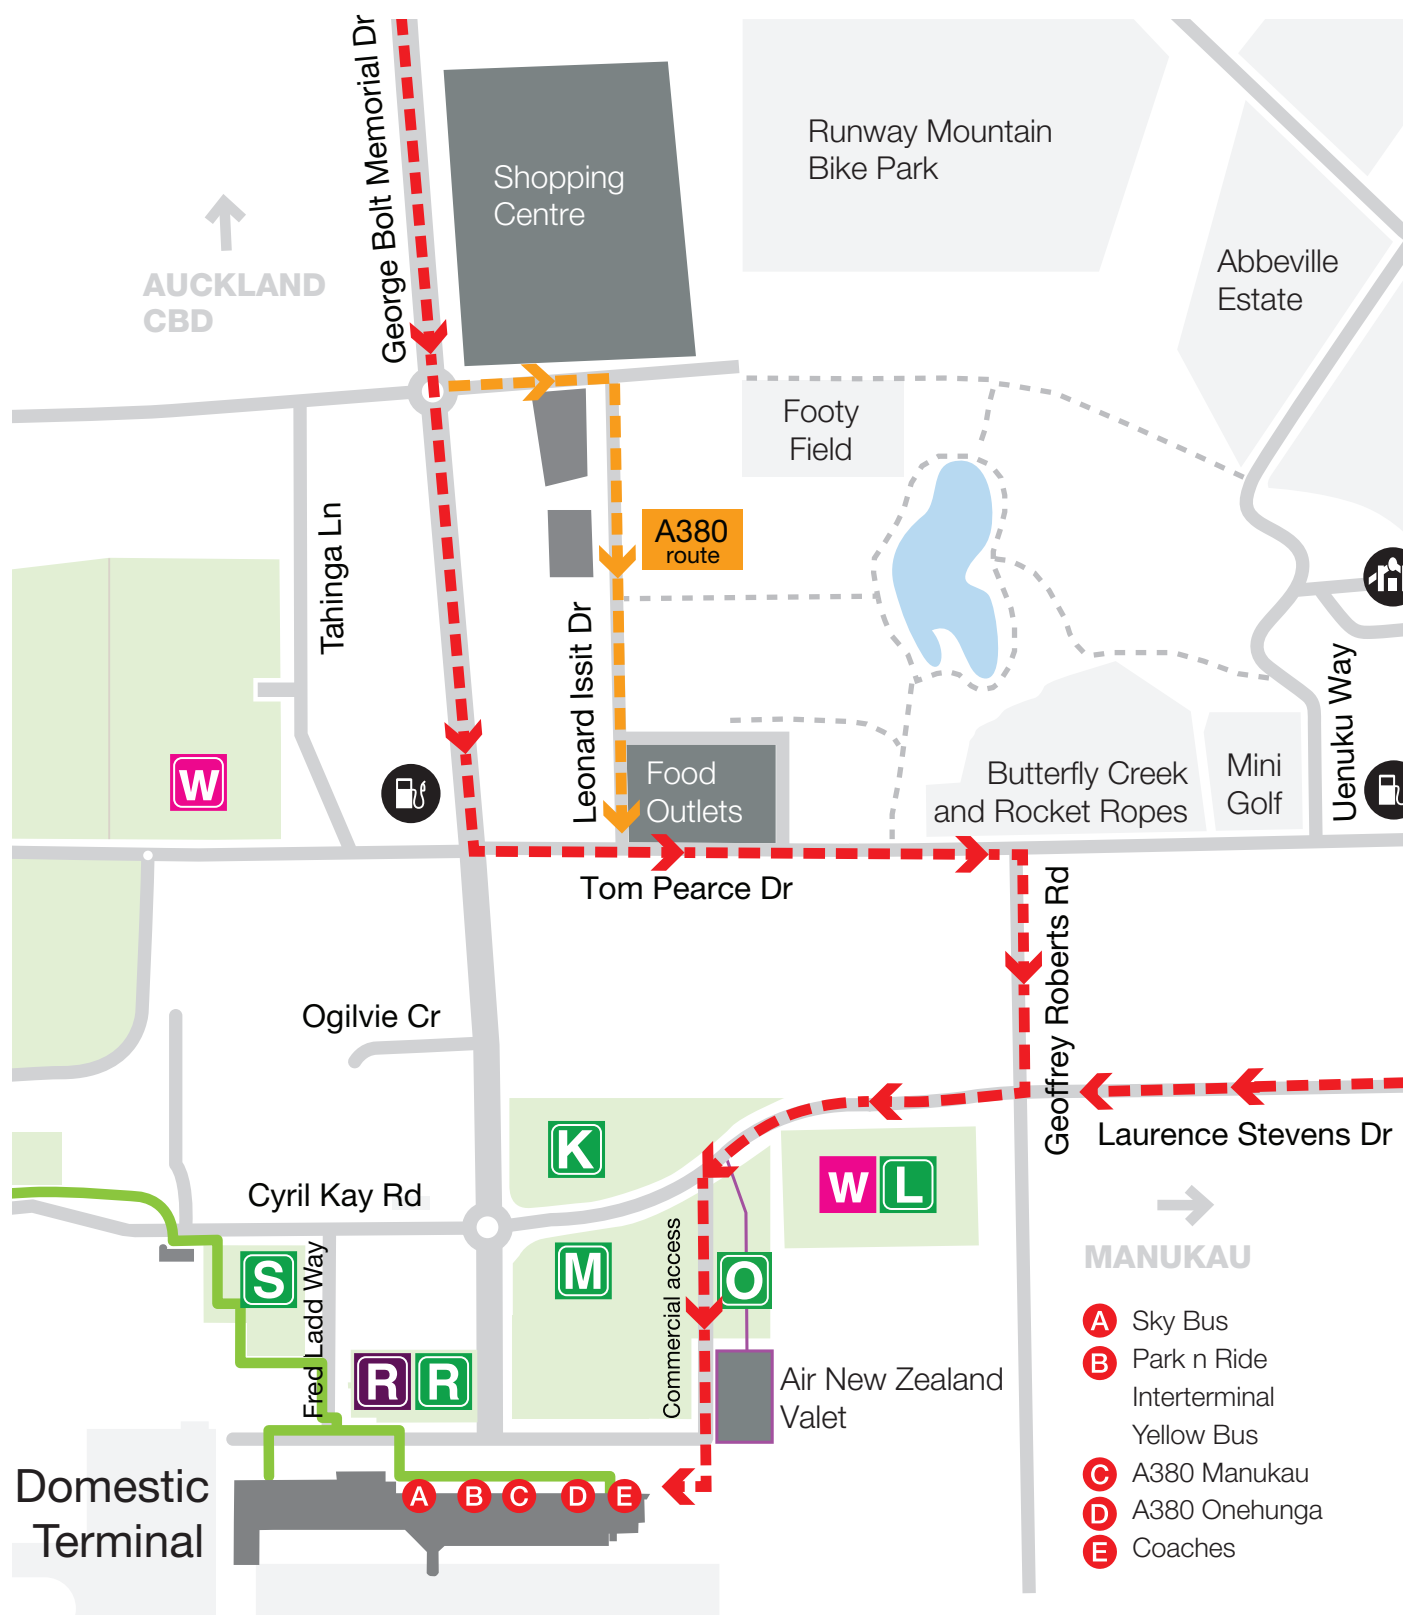 George Bolt Memorial Dr
Shopping
Centre
Runway Mountain
Bike Park
AUCKLAND
CBD
Abbeville
Estate
Footy
Field
Tahinga Ln
A380
route
Leonard Issit Dr
Uenuku Way
W
Food
Outlets
Butterfly Creek
and Rocket Ropes
Mini
Golf
Tom Pearce Dr
Geoffrey Roberts Rd
Ogilvie Cr
K
Laurence Stevens Dr
W
L
Cyril Kay Rd
MANUKAU
S
Fred Ladd Way
M
Commercial access
O
R
R
Air New Zealand
Valet
A Sky Bus
B Park n Ride
Interterminal
Yellow Bus
C A380 Manukau
D A380 Onehunga
E Coaches
Domestic
Terminal
A
B
C
D
E